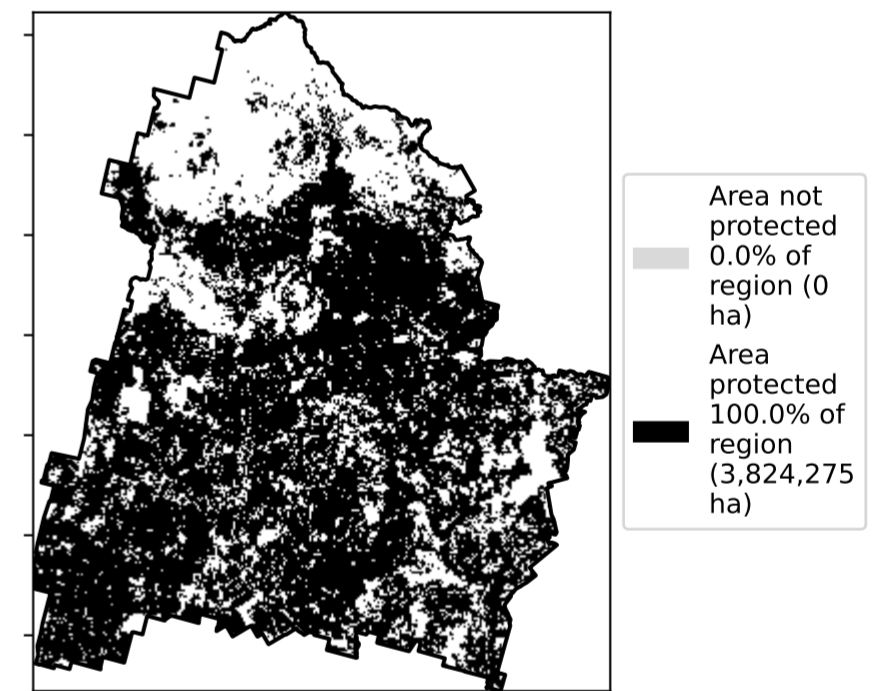 Area not
protected
0.0% of
region (0
ha)
Area
protected
100.0% of
region
(3,824,275
ha)